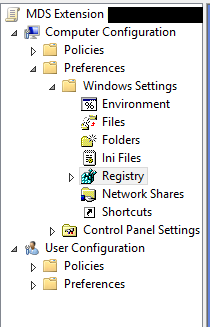 MDS Extension
Computer Configuration
Policies
Preferences
Windows Settings
Environment
Files
Folders
Ini Files
Registry
Network Shares
Shortcuts
Control Panel Settings
User Configuration
Policies
Preferences